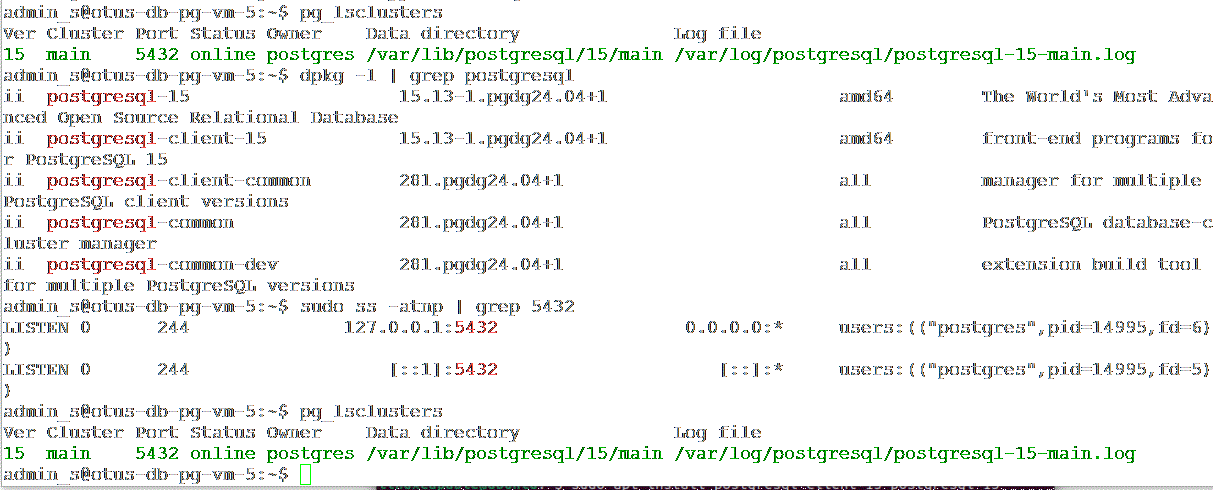 admin_s@otus-db-pg-vm-5:~$ pg_lsclusters
Ver Cluster Port Status Owner    Data directory              Log file
15  main    5432 online postgres /var/lib/postgresql/15/main /var/log/postgresql/postgresql-15-main.log
admin_s@otus-db-pg-vm-5:~$ dpkg -l | grep postgresql
ii  postgresql-15                    15.13-1.pgdg24.04+1                     amd64        The World's Most Adva
nced Open Source Relational Database
ii  postgresql-client-15             15.13-1.pgdg24.04+1                     amd64        front-end programs fo
r PostgreSQL 15
ii  postgresql-client-common         281.pgdg24.04+1                         all          manager for multiple
PostgreSQL client versions
ii  postgresql-common                281.pgdg24.04+1                         all          PostgreSQL database-c
luster manager
ii  postgresql-common-dev            281.pgdg24.04+1                         all          extension build tool
for multiple PostgreSQL versions
admin_s@otus-db-pg-vm-5:~$ sudo ss -atnp | grep 5432
LISTEN 0      244              127.0.0.1:5432                 0.0.0.0:*     users:(("postgres",pid=14995,fd=6)
)
LISTEN 0      244                  [::1]:5432                    [::]:*     users:(("postgres",pid=14995,fd=5)
)
admin_s@otus-db-pg-vm-5:~$ pg_lsclusters
Ver Cluster Port Status Owner    Data directory              Log file
15  main    5432 online postgres /var/lib/postgresql/15/main /var/log/postgresql/postgresql-15-main.log
admin_s@otus-db-pg-vm-5:~$